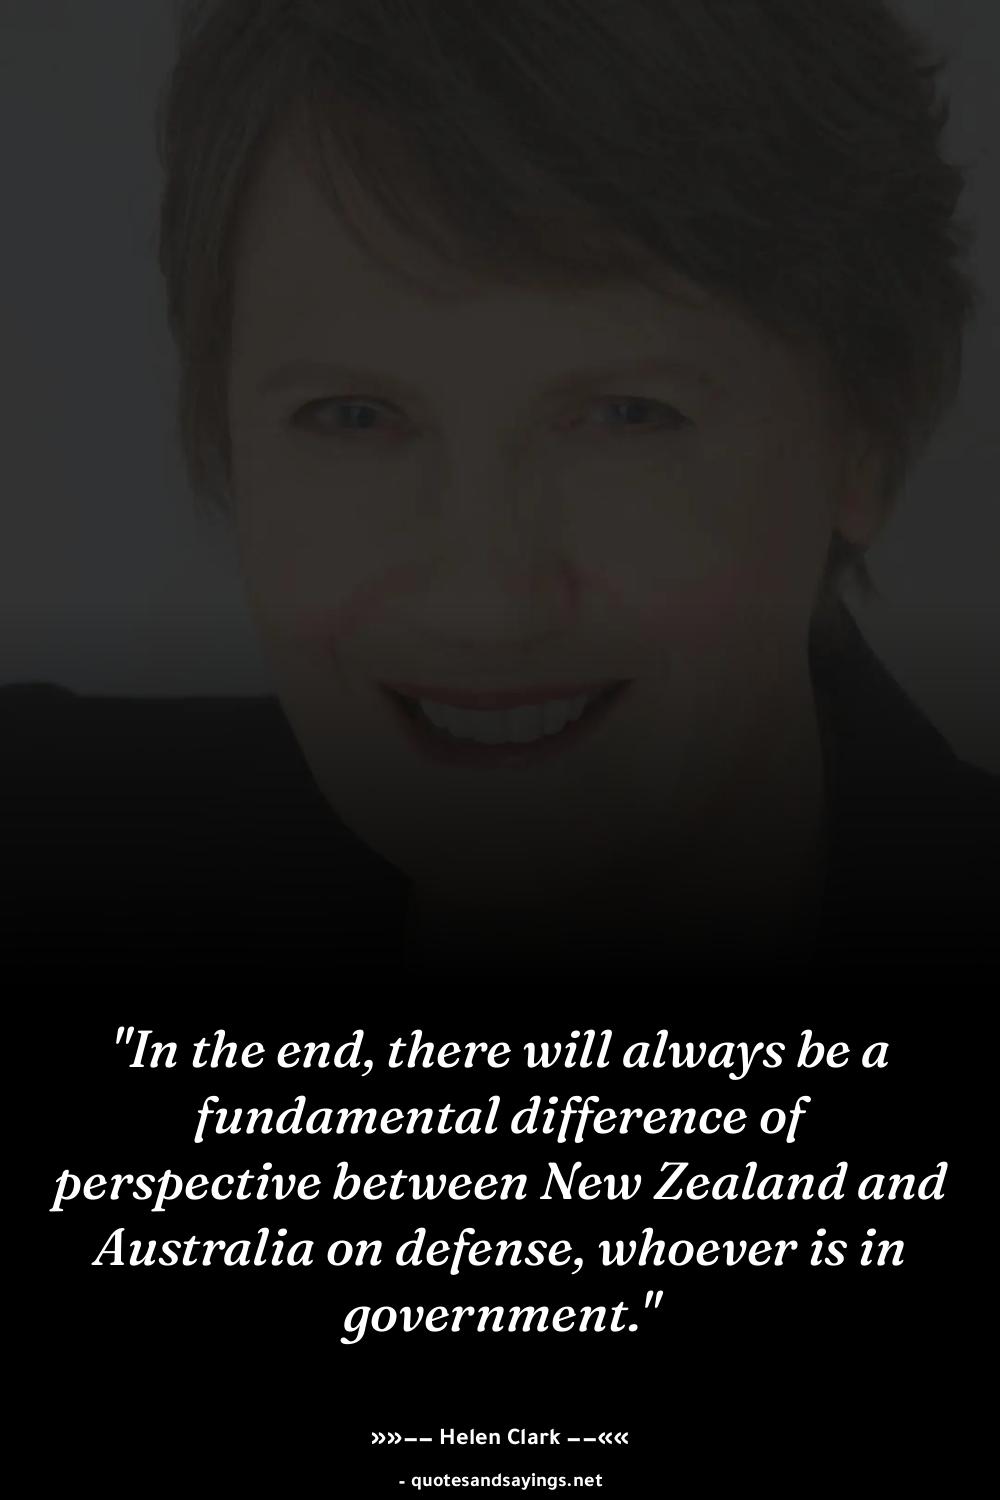 "In the end, there will always be a
fundamental difference of
perspective between New Zealand and
Australia on defense, whoever is in
government."
»»–– Helen Clark ––««
- quotesandsayings.net